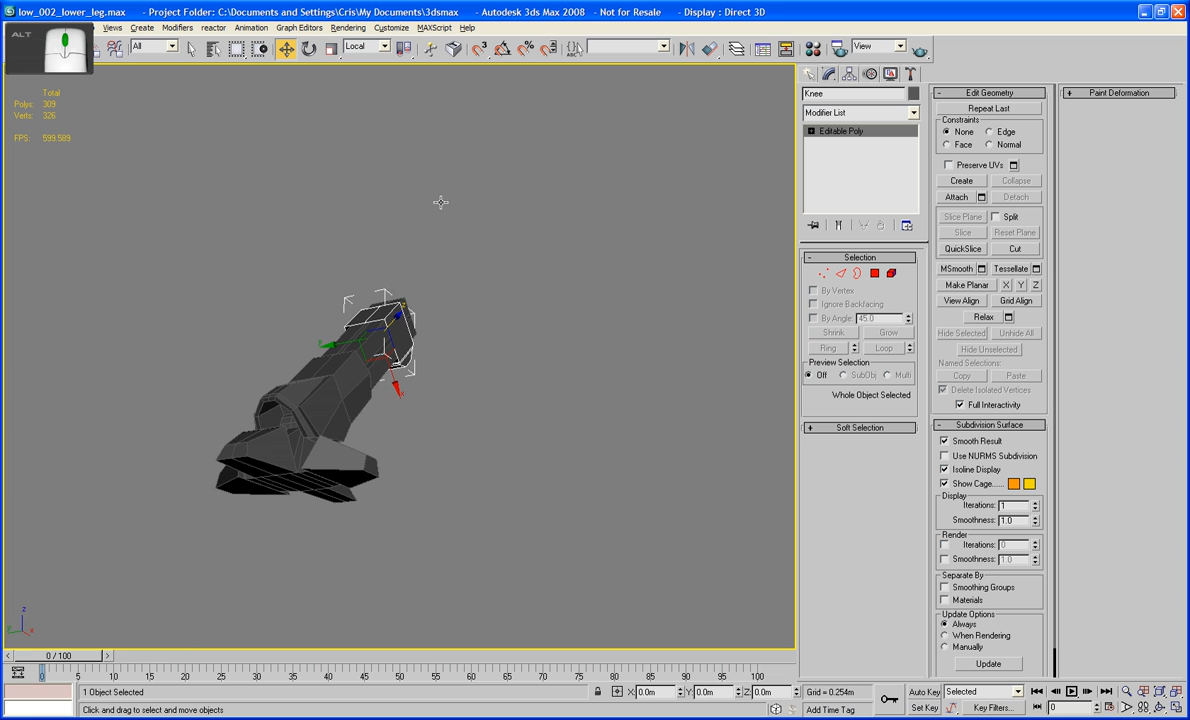 low_002_lower_leg.max - Project Folder: C:\Documents and Settings\Cris\My Documents\3dsmax - Autodesk 3ds Max 2008 - Not for Resale - Display : Direct 3D
Views Create Modifiers reactor Animation Graph Editors Rendering Customize MAXScript Help
ALT
All Local View
Total
Polys: 309
Verts: 326
FPS: 599.589
Knee
Modifier List
Editable Poly
Selection
By Vertex
Ignore Backfacing
By Angle: 45.0
Shrink Grow
Ring Loop
Preview Selection
Off SubObj Multi
Whole Object Selected
Soft Selection
Edit Geometry
Repeat Last
Constraints
None Edge
Face Normal
Preserve UVs
Create Collapse
Attach Detach
Slice Plane Split
Slice Reset Plane
QuickSlice Cut
MSmooth Tessellate
Make Planar X Y Z
View Align Grid Align
Relax
Hide Selected Unhide All
Hide Unselected
Named Selections:
Copy Paste
Delete Isolated Vertices
Full Interactivity
Subdivision Surface
Smooth Result
Use NURMS Subdivision
Isoline Display
Show Cage......
Display
Iterations: 1
Smoothness: 1.0
Render
Iterations: 0
Smoothness: 1.0
Separate By
Smoothing Groups
Materials
Update Options
Always
When Rendering
Manually
Update
Paint Deformation
z
y x
0 / 100
0 5 10 15 20 25 30 35 40 45 50 55 60 65 70 75 80 85 90 95 100
1 Object Selected X: 0.0m Y: 0.0m Z: 0.0m Grid = 0.254m Auto Key Selected
Click and drag to select and move objects Add Time Tag Set Key Key Filters... 0